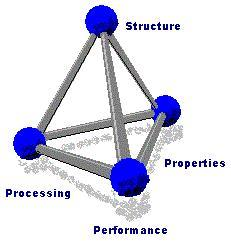 Structure
Properties
Processing
Performance